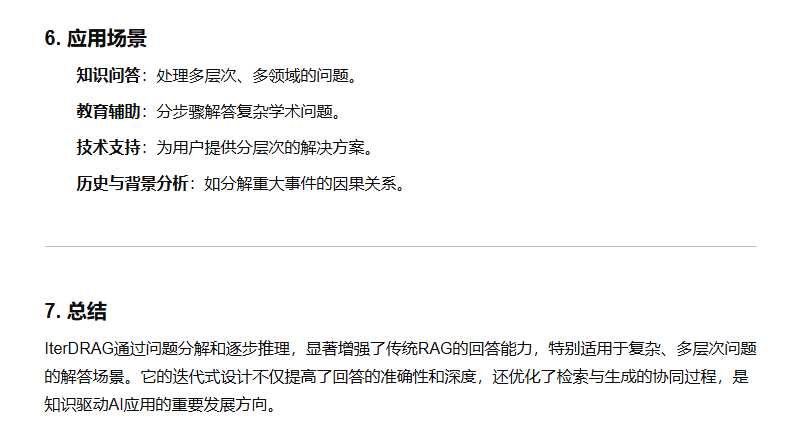 6. 应用场景
知识问答：处理多层次、多领域的问题。
教育辅助：分步骤解答复杂学术问题。
技术支持：为用户提供分层次的解决方案。
历史与背景分析：如分解重大事件的因果关系。
7. 总结
IterDRAG通过问题分解和逐步推理，显著增强了传统RAG的回答能力，特别适用于复杂、多层次问题
的解答场景。它的迭代式设计不仅提高了回答的准确性和深度，还优化了检索与生成的协同过程，是
知识驱动AI应用的重要发展方向。